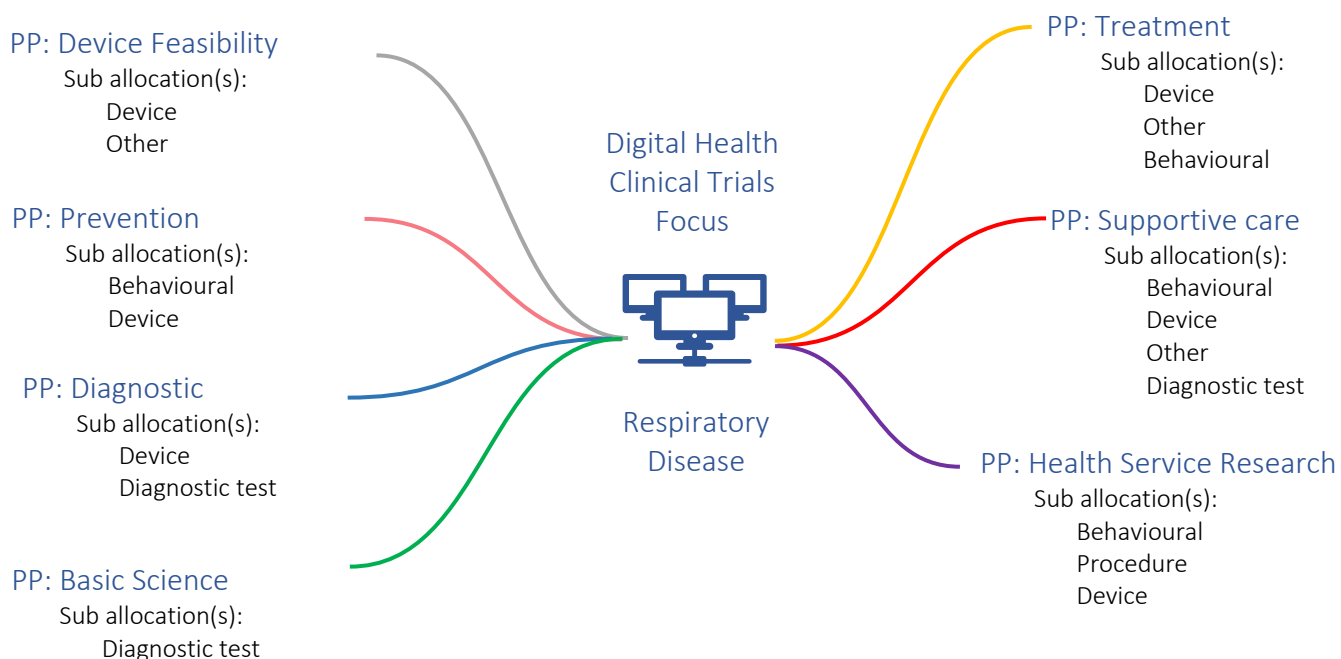 PP: Device Feasibility
Sub allocation(s):
Device
Other
PP: Prevention
Sub allocation(s):
Behavioural
Device
PP: Diagnostic
Sub allocation(s):
Device
Diagnostic test
PP: Basic Science
Sub allocation(s):
Diagnostic test
Digital Health
Clinical Trials
Focus
Respiratory
Disease
PP: Treatment
Sub allocation(s):
Device
Other
Behavioural
PP: Supportive care
Sub allocation(s):
Behavioural
Device
Other
Diagnostic test
PP: Health Service Research
Sub allocation(s):
Behavioural
Procedure
Device